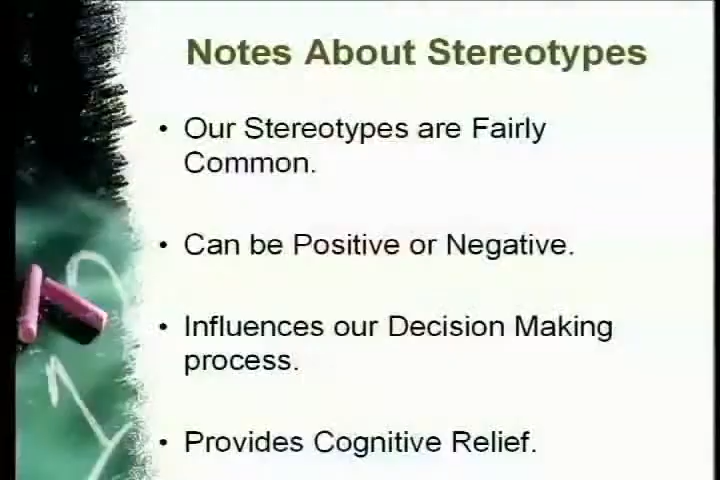 Notes About Stereotypes
• Our Stereotypes are Fairly
Common.
• Can be Positive or Negative.
• Influences our Decision Making
process.
• Provides Cognitive Relief.